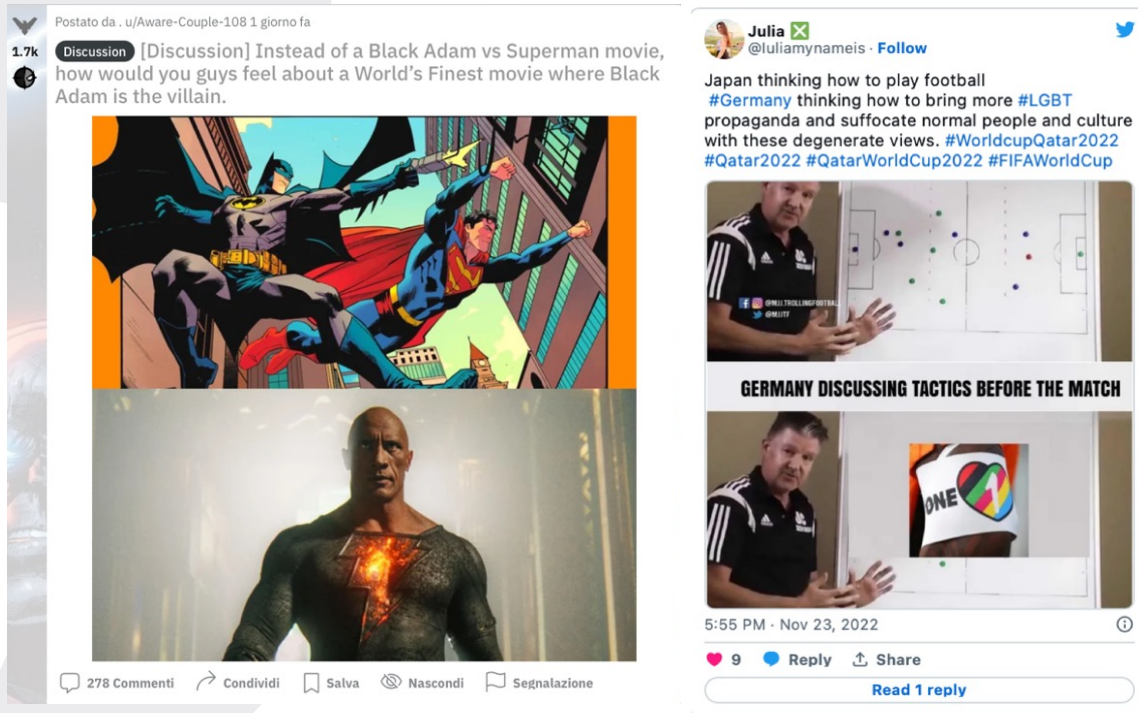 Postato da . u/Aware-Couple-108 1 giorno fa
1.7k
Discussion [Discussion] Instead of a Black Adam vs Superman movie,
how would you guys feel about a World's Finest movie where Black
Adam is the villain.
278 Commenti Condividi Salva Nascondi Segnalazione
Julia
@luliamynameis · Follow
Japan thinking how to play football
#Germany thinking how to bring more #LGBT
propaganda and suffocate normal people and culture
with these degenerate views. #WorldcupQatar2022
#Qatar2022 #QatarWorldCup2022 #FIFAWorldCup
@M.I.I.TROLLINGFOOTBAL
@MIITF
GERMANY DISCUSSING TACTICS BEFORE THE MATCH
ONE 1
5:55 PM · Nov 23, 2022
9 Reply Share
Read 1 reply